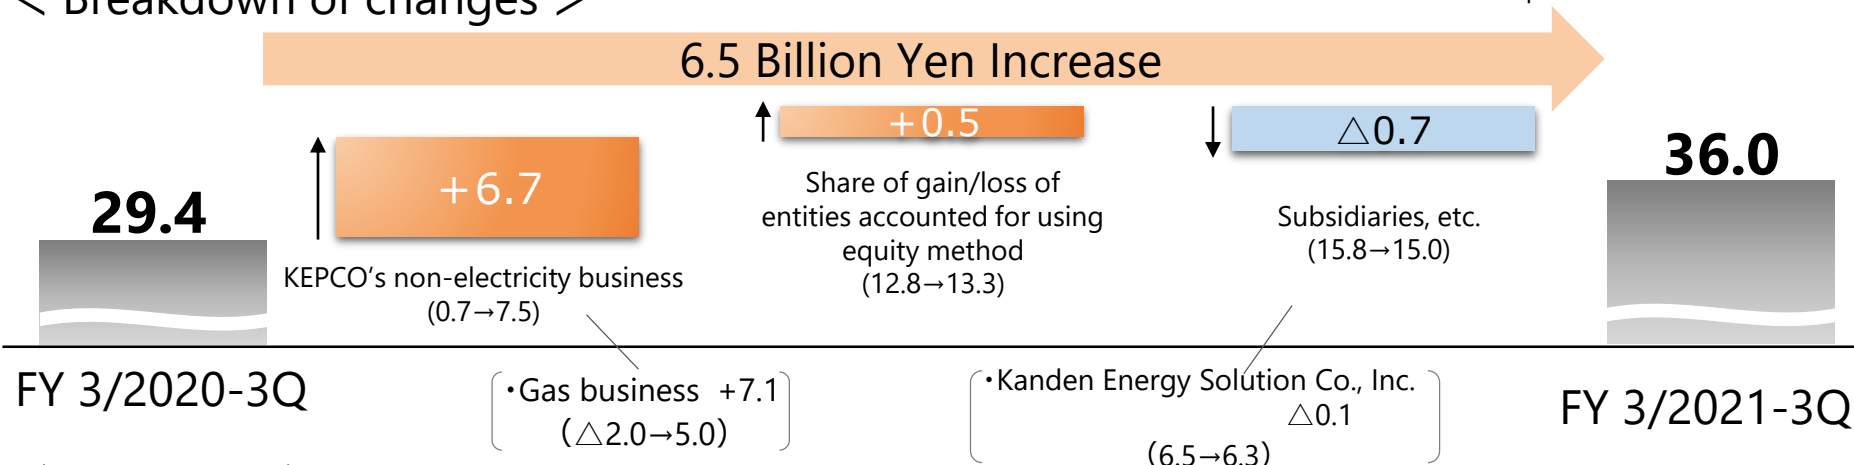 < Breakdown of changes >
6.5 Billion Yen Increase
29.4
+6.7
KEPCO's non-electricity business
(0.7→7.5)
+0.5
Share of gain/loss of
entities accounted for using
equity method
(12.8→13.3)
△0.7
Subsidiaries, etc.
(15.8→15.0)
36.0
FY 3/2020-3Q
・Gas business +7.1
(△2.0→5.0)
・Kanden Energy Solution Co., Inc.
△0.1
(6.5→6.3)
FY 3/2021-3Q